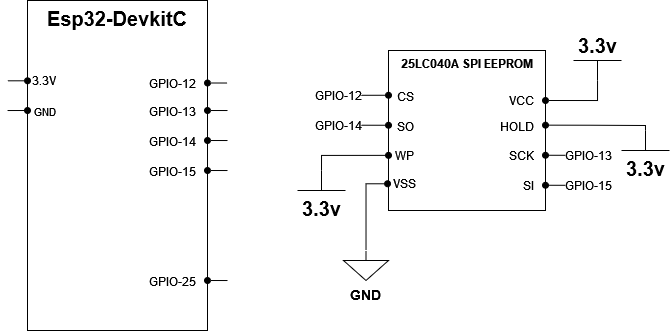 Esp32-DevkitC
3.3V
GND
GPIO-12
GPIO-13
GPIO-14
GPIO-15
GPIO-25
25LC040A SPI EEPROM
GPIO-12
CS
GPIO-14
SO
WP
VSS
3.3v
GND
3.3v
VCC
HOLD
SCK
GPIO-13
3.3v
SI
GPIO-15